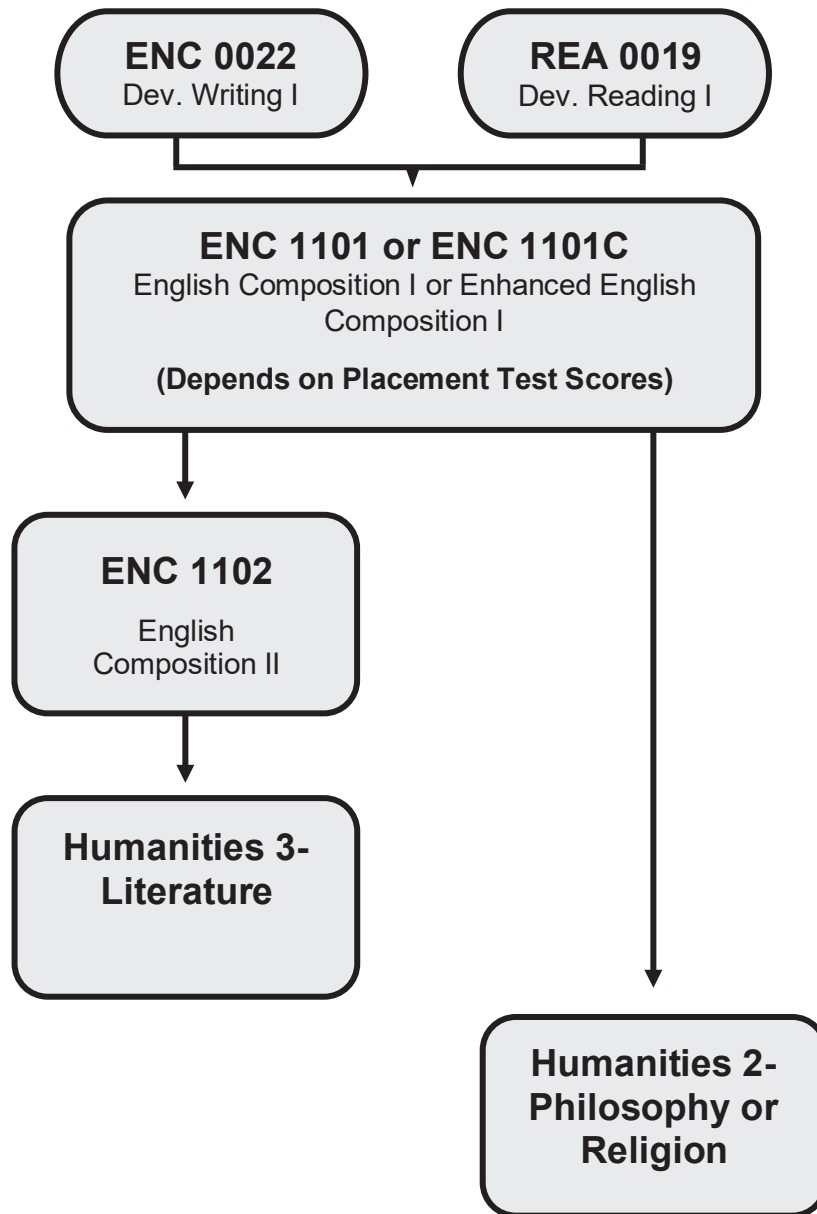 ENC 0022
Dev. Writing I
REA 0019
Dev. Reading I
ENC 1101 or ENC 1101C
English Composition I or Enhanced English
Composition I
(Depends on Placement Test Scores)
ENC 1102
English
Composition II
Humanities 3-
Literature
Humanities 2-
Philosophy or
Religion